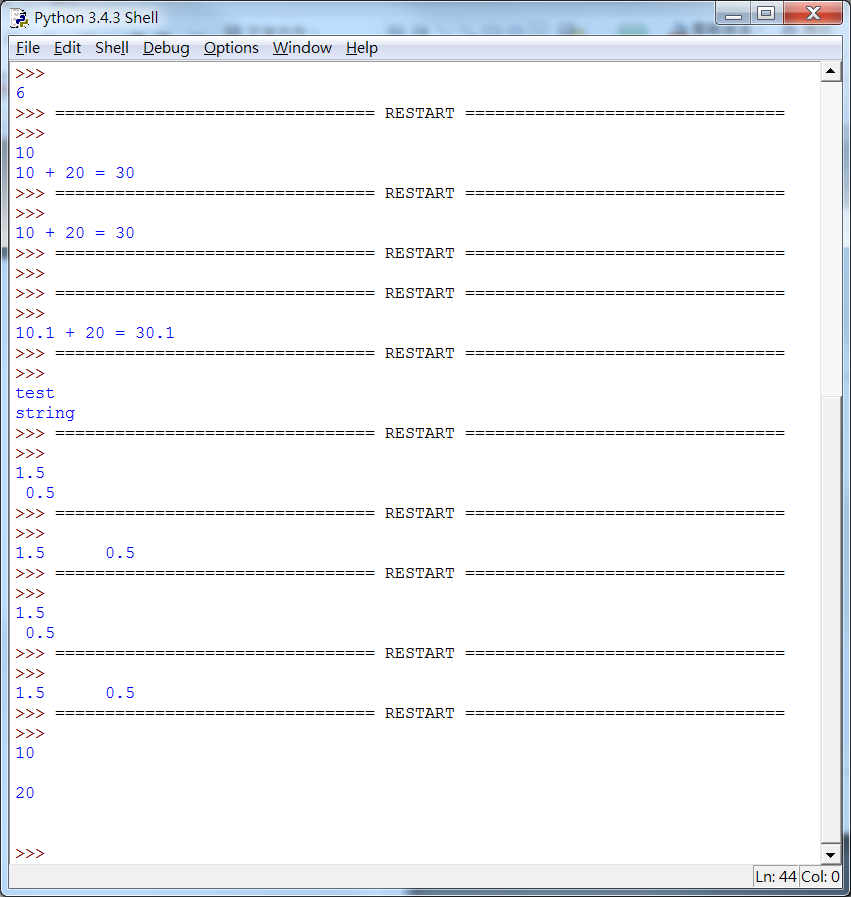 Python 3.4.3 Shell
File Edit Shell Debug Options Window Help
>>>
6
>>> ================================ RESTART ================================
>>>
10
10 + 20 = 30
>>> ================================ RESTART ================================
>>>
10 + 20 = 30
>>> ================================ RESTART ================================
>>>
>>> ================================ RESTART ================================
>>>
10.1 + 20 = 30.1
>>> ================================ RESTART ================================
>>>
test
string
>>> ================================ RESTART ================================
>>>
1.5
 0.5
>>> ================================ RESTART ================================
>>>
1.5      0.5
>>> ================================ RESTART ================================
>>>
1.5
 0.5
>>> ================================ RESTART ================================
>>>
1.5      0.5
>>> ================================ RESTART ================================
>>>
10
20
>>>
Ln: 44 Col: 0